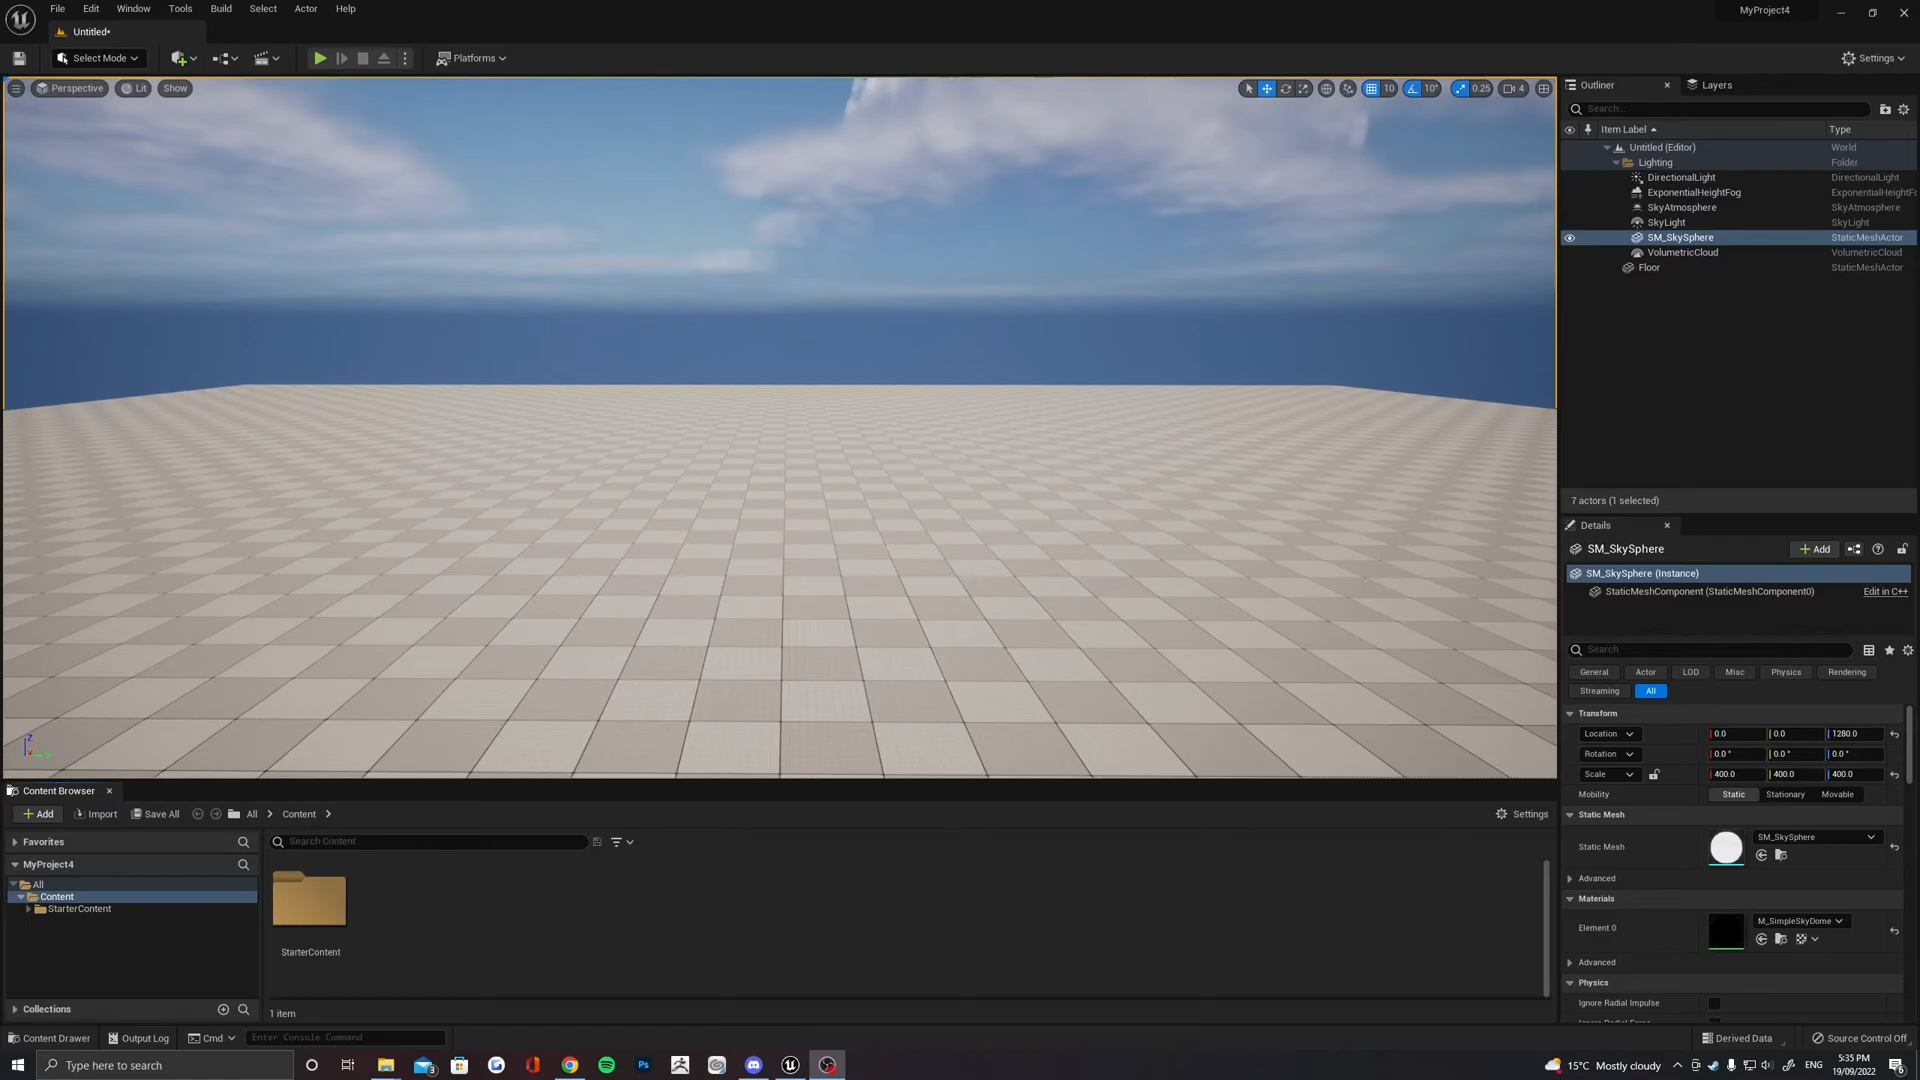 File Edit Window Tools Build Select Actor Help
MyProject4
Untitled*
Select Mode
Platforms
Settings
Perspective Lit Show
10 10° 0.25 4
Outliner Layers
Search...
Item Label Type
Untitled (Editor) World
Lighting Folder
DirectionalLight DirectionalLight
ExponentialHeightFog ExponentialHeightFo
SkyAtmosphere SkyAtmosphere
SkyLight SkyLight
SM_SkySphere StaticMeshActor
VolumetricCloud VolumetricCloud
Floor StaticMeshActor
7 actors (1 selected)
Details
SM_SkySphere
Add
SM_SkySphere (Instance)
StaticMeshComponent (StaticMeshComponent0) Edit in C++
Search
General Actor LOD Misc Physics Rendering
Streaming All
Transform
Location 0.0 0.0 1280.0
Rotation 0.0 ° 0.0 ° 0.0 °
Scale 400.0 400.0 400.0
Mobility Static Stationary Movable
Static Mesh
Static Mesh SM_SkySphere
Advanced
Materials
Element 0 M_SimpleSkyDome
Advanced
Physics
Ignore Radial Impulse
Z
Y
Content Browser
Add Import Save All All Content Settings
Favorites
Search Content
MyProject4
All
Content
StarterContent
StarterContent
Collections
1 item
Content Drawer Output Log Cmd Enter Console Command
Derived Data Source Control Off
Type here to search
3
Ps
15°C Mostly cloudy
ENG
5:35 PM
19/09/2022
6